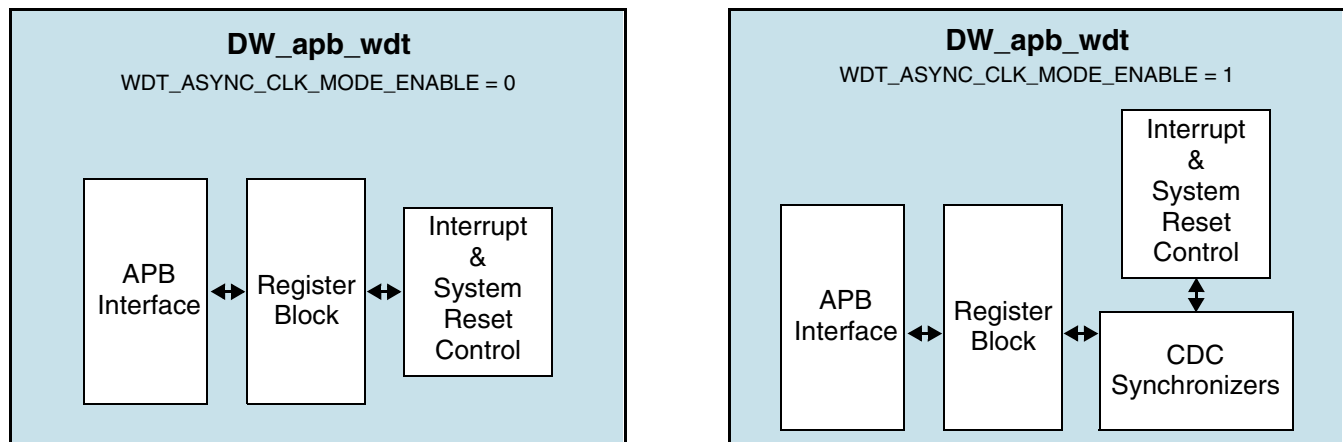 DW_apb_wdt
WDT_ASYNC_CLK_MODE_ENABLE = 0
APB
Interface
Register
Block
Interrupt
&
System
Reset
Control
DW_apb_wdt
WDT_ASYNC_CLK_MODE_ENABLE = 1
APB
Interface
Register
Block
Interrupt
&
System
Reset
Control
CDC
Synchronizers